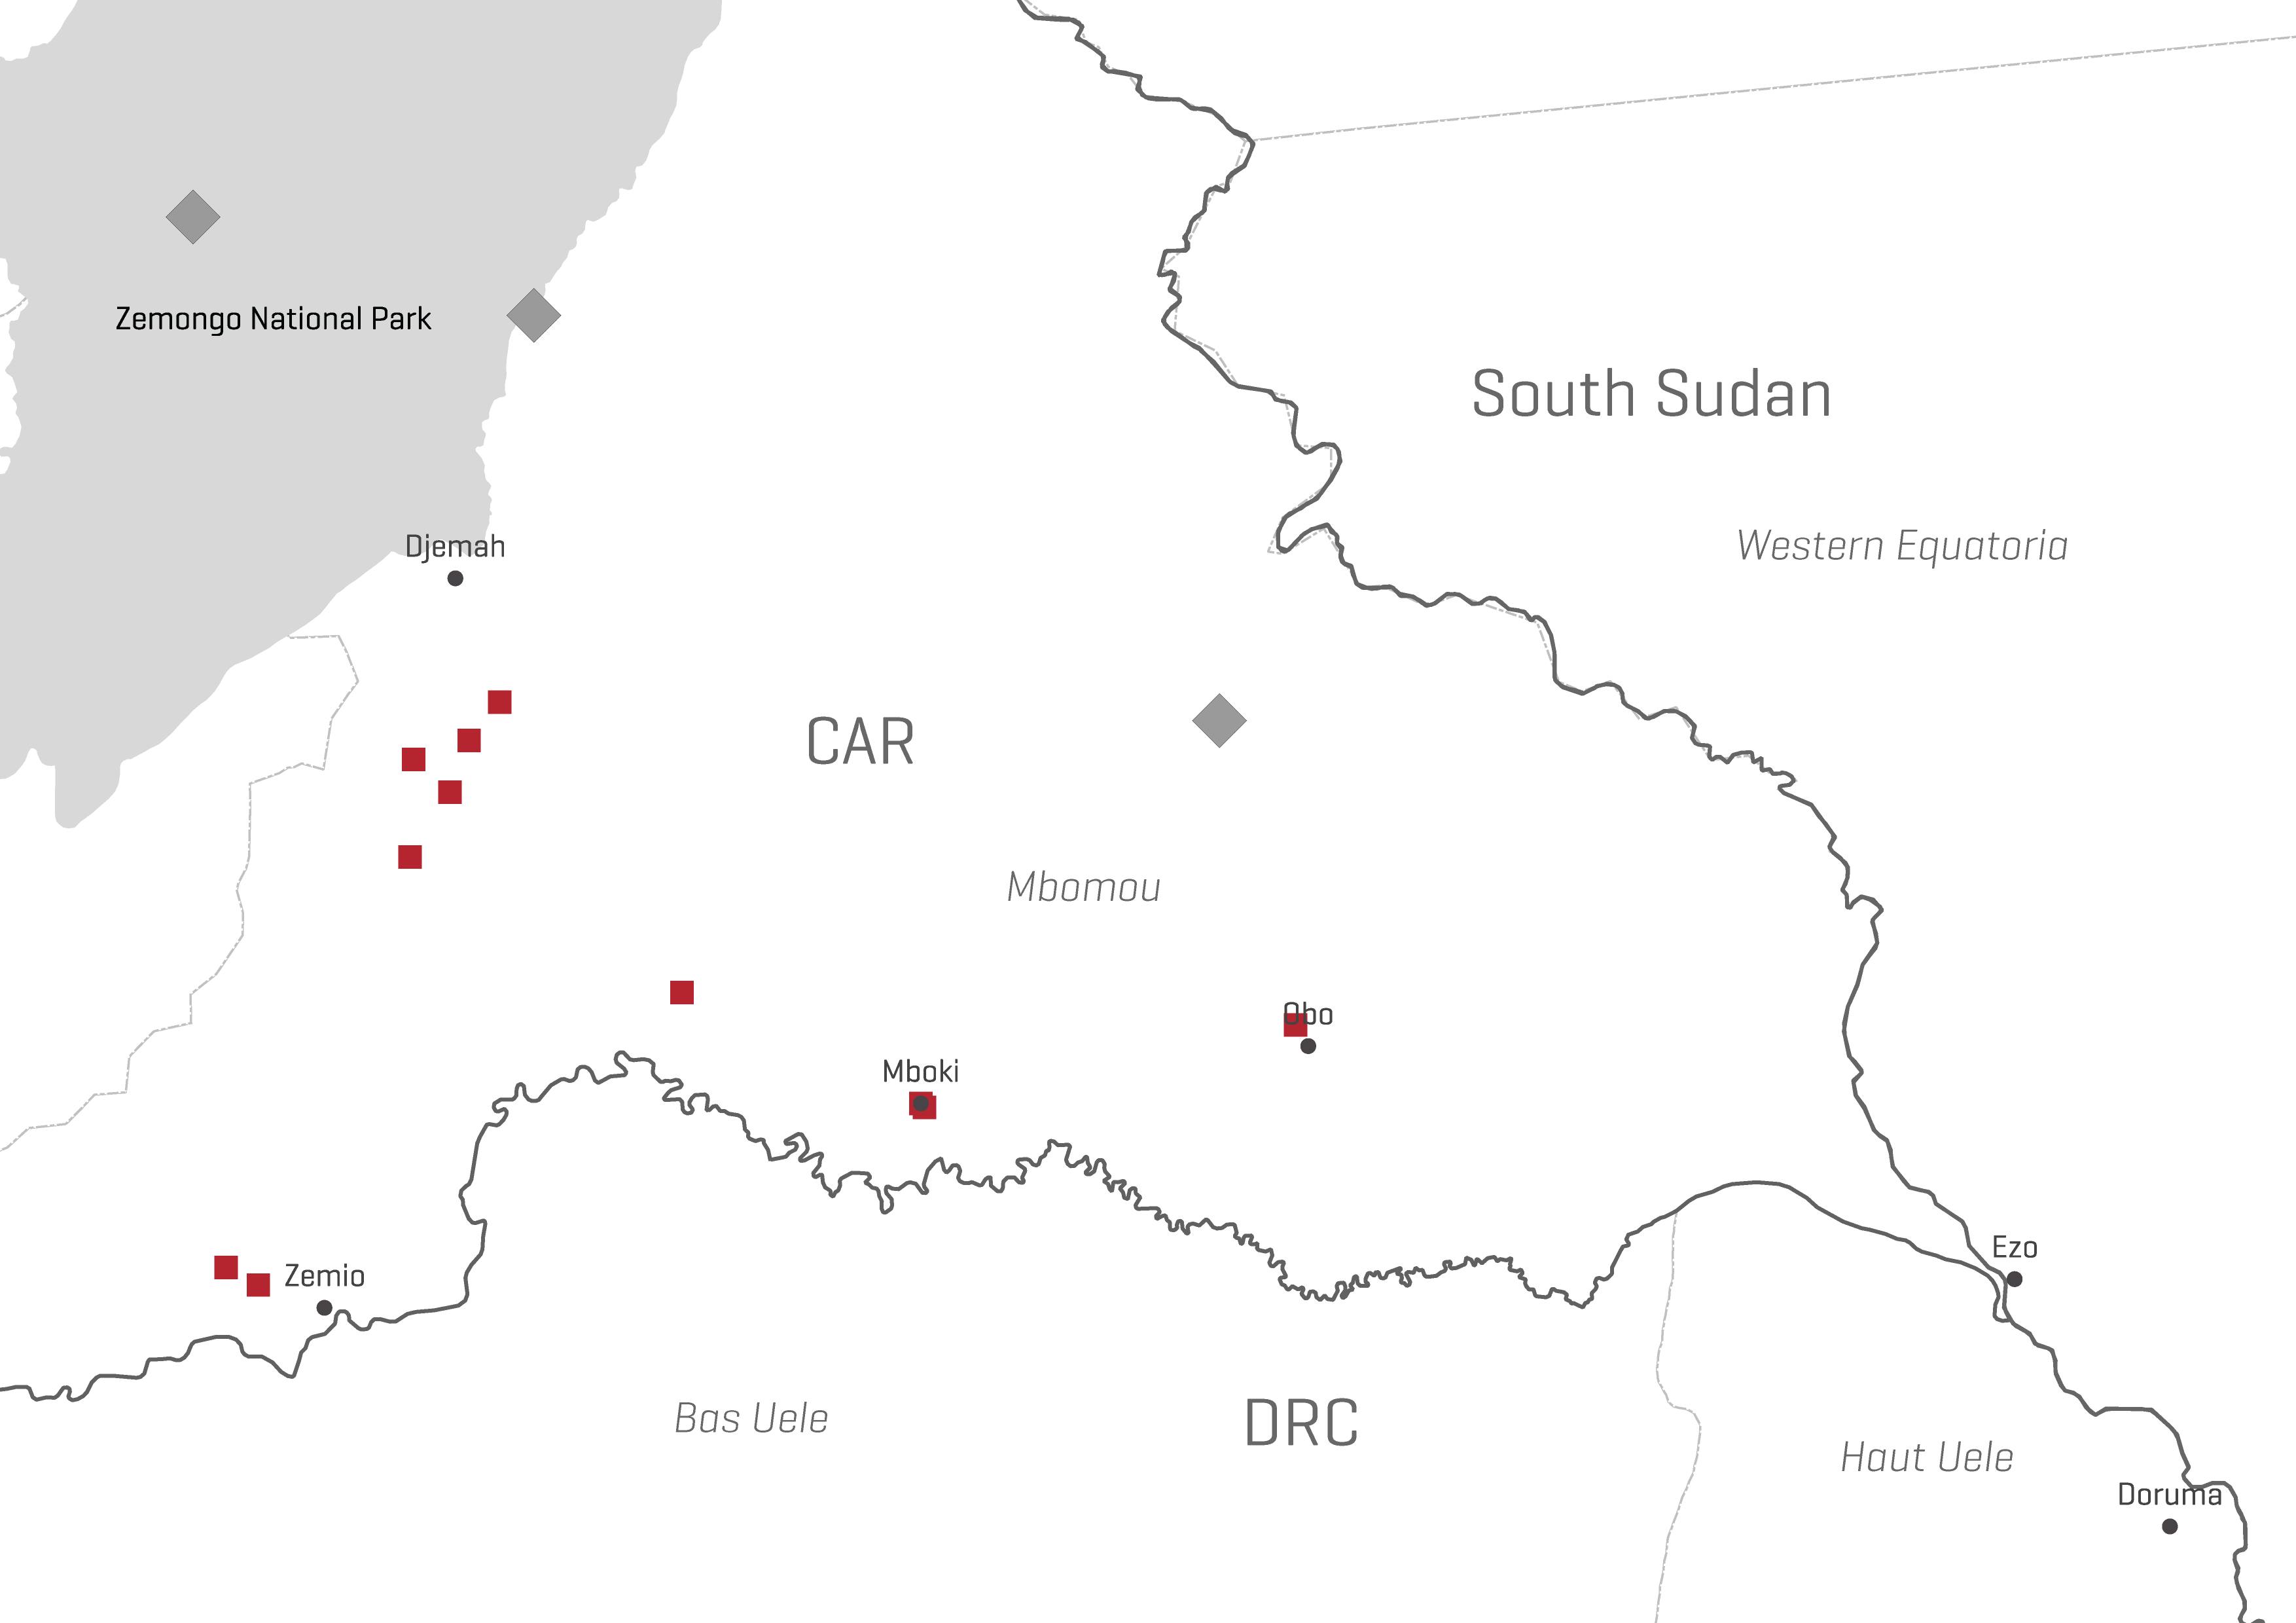 Zemongo National Park
South Sudan
Western Equatoria
Djemah
CAR
Mbomou
Obo
Mboki
Ezo
Zemio
Bas Uele
DRC
Haut Uele
Doruma